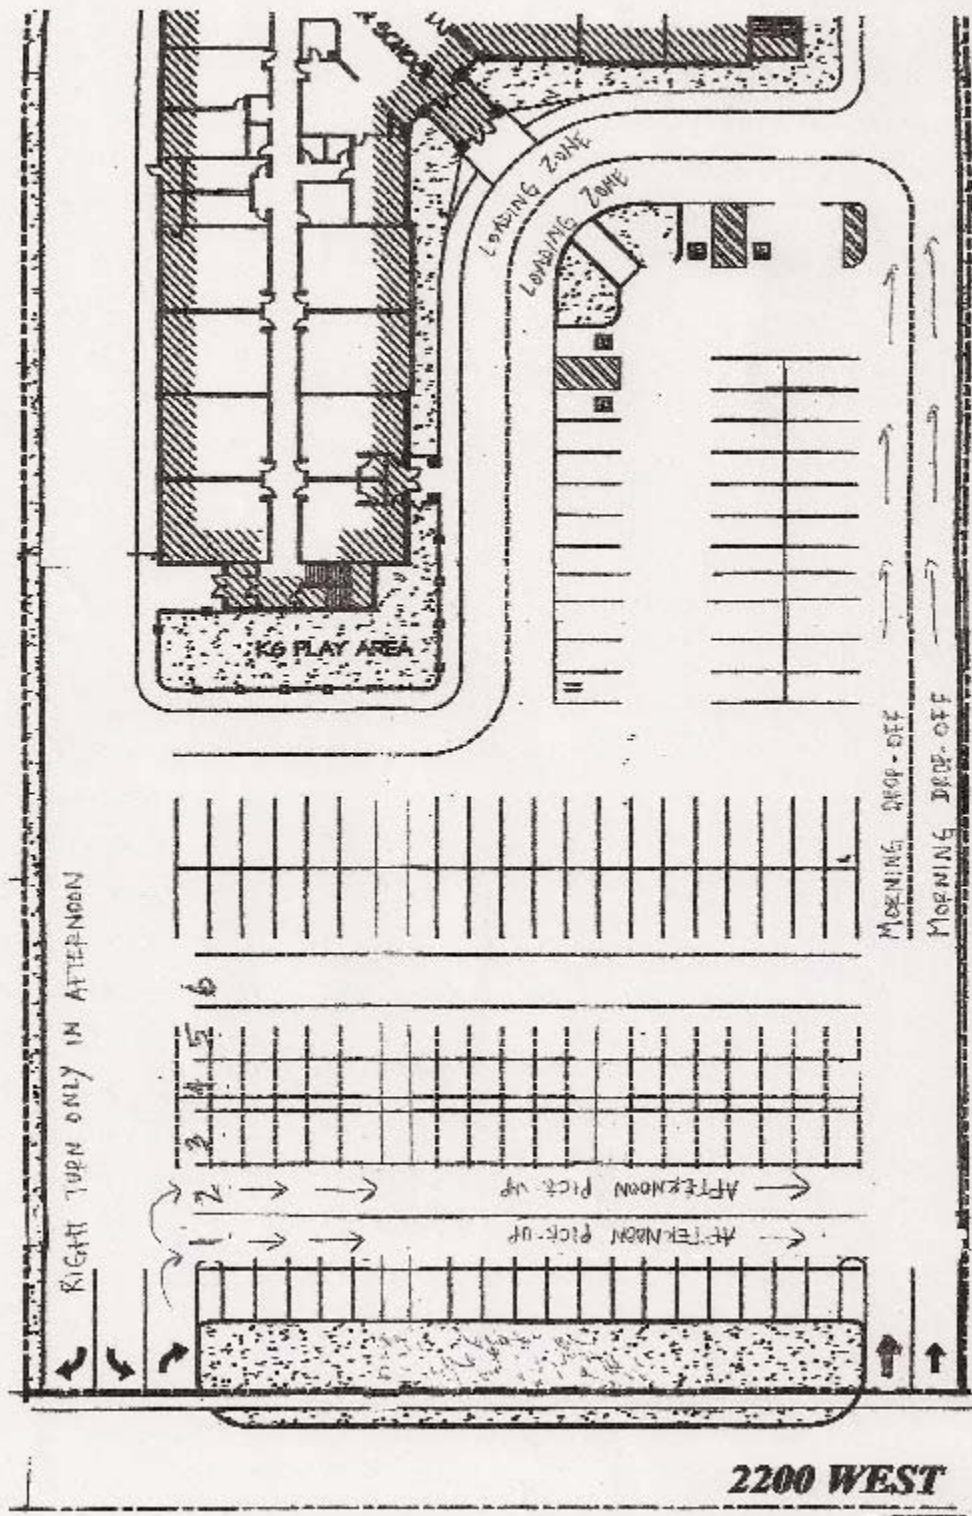 SCHOOL
LOADING ZONE
LOADING ZONE
KG PLAY AREA
MORNING DROP-OFF
MORNING DROP-OFF
RIGHT TURN ONLY IN AFTERNOON
6
5
4
3
2
AFTERNOON PICK UP
1
AFTERNOON PICK-UP
2200 WEST